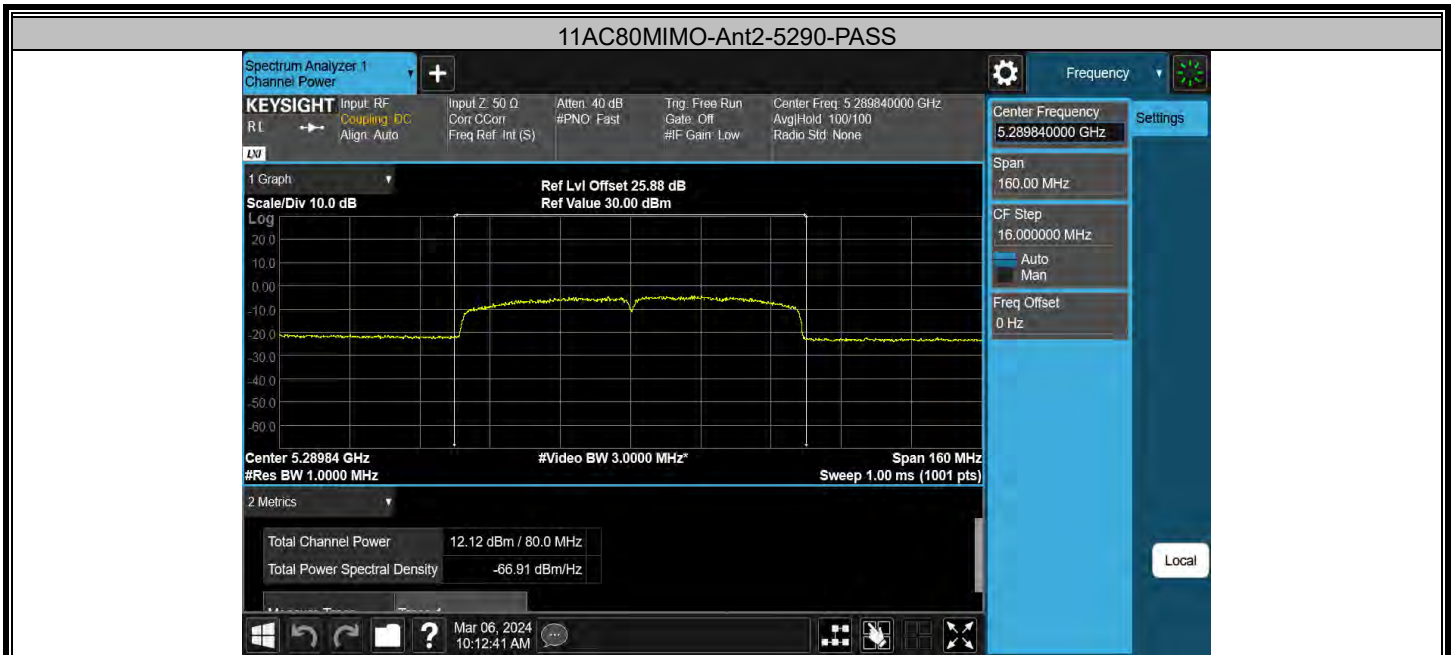 11AC80MIMO-Ant2-5290-PASS
Spectrum Analyzer 1
Channel Power
+
Frequency
KEYSIGHT
RL
LXI
Input: RF
Coupling: DC
Align: Auto
Input Z: 50 Ω
Corr CCorr
Freq Ref: Int (S)
Atten: 40 dB
#PNO: Fast
Trig: Free Run
Gate: Off
#IF Gain: Low
Center Freq: 5.289840000 GHz
Avg|Hold: 100/100
Radio Std: None
1 Graph
Scale/Div 10.0 dB
Ref Lvl Offset 25.88 dB
Ref Value 30.00 dBm
Log
20.0
10.0
0.00
-10.0
-20.0
-30.0
-40.0
-50.0
-60.0
Center 5.28984 GHz
#Video BW 3.0000 MHz*
Span 160 MHz
#Res BW 1.0000 MHz
Sweep 1.00 ms (1001 pts)
2 Metrics
Total Channel Power 12.12 dBm / 80.0 MHz
Total Power Spectral Density -66.91 dBm/Hz
?
Mar 06, 2024
10:12:41 AM
Center Frequency
5.289840000 GHz
Settings
Span
160.00 MHz
CF Step
16.000000 MHz
Auto
Man
Freq Offset
0 Hz
Local